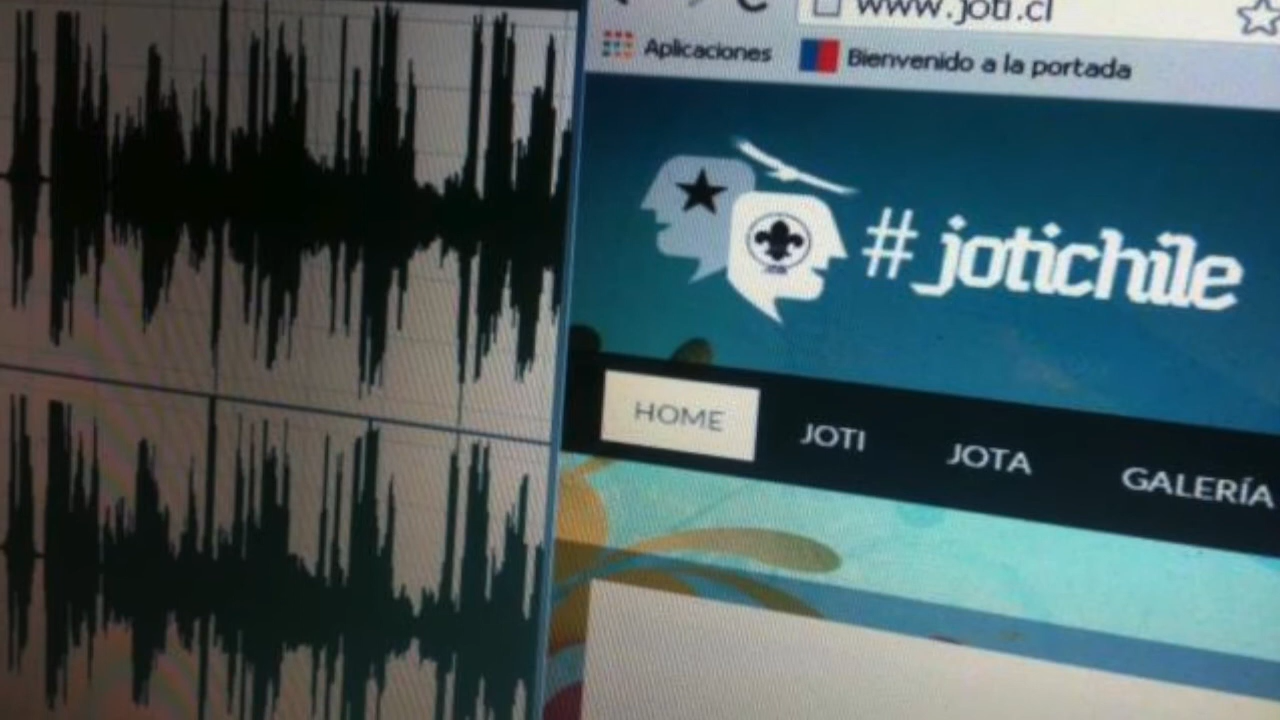 www.joti.cl
Aplicaciones
Bienvenido a la portada
# jotichile
HOME
JOTI
JOTA
GALERÍA